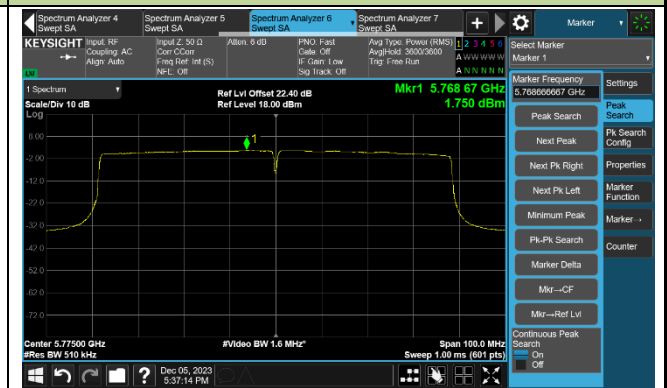 Spectrum Analyzer 4
Swept SA
Spectrum Analyzer 5
Swept SA
Spectrum Analyzer 6
Swept SA
Spectrum Analyzer 7
Swept SA
+
Marker
KEYSIGHT
Input: RF
Coupling: AC
Align: Auto
Input Z: 50 Ω
Corr CCorr
Freq Ref: Int (S)
NFE: Off
Atten: 6 dB
PNO: Fast
Gate: Off
IF Gain: Low
Sig Track: Off
Avg Type: Power (RMS)
Avg|Hold: 3600/3600
Trig: Free Run
1 2 3 4 5 6
A W W W W W
A N N N N N
Select Marker
Marker 1
1 Spectrum
Scale/Div 10 dB
Log
Ref Lvl Offset 22.40 dB
Ref Level 18.00 dBm
Mkr1 5.768 67 GHz
1.750 dBm
8.00
-2.00
-12.0
-22.0
-32.0
-42.0
-52.0
-62.0
-72.0
1
Center 5.77500 GHz
#Res BW 510 kHz
#Video BW 1.6 MHz*
Span 100.0 MHz
Sweep 1.00 ms (601 pts)
Marker Frequency
5.768666667 GHz
Peak Search
Next Peak
Next Pk Right
Next Pk Left
Minimum Peak
Pk-Pk Search
Marker Delta
Mkr→CF
Mkr→Ref Lvl
Continuous Peak
Search
On
Off
Settings
Peak
Search
Pk Search
Config
Properties
Marker
Function
Marker→
Counter
?
Dec 05, 2023
5:37:14 PM